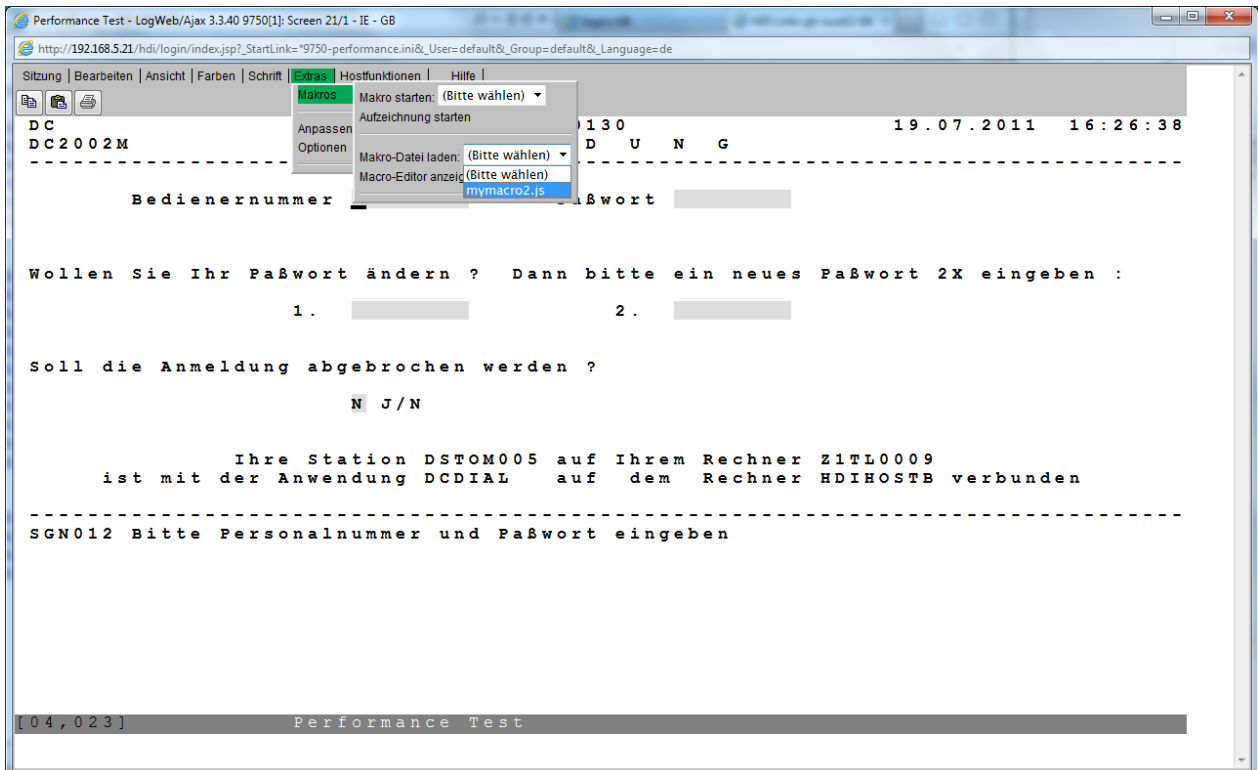 Performance Test - LogWeb/Ajax 3.3.40 9750[1]: Screen 21/1 - IE - GB
http://192.168.5.21/hdi/login/index.jsp?_StartLink=*9750-performance.ini&_User=default&_Group=default&_Language=de
Sitzung | Bearbeiten | Ansicht | Farben | Schrift | Extras | Hostfunktionen | Hilfe |
Makros Makro starten: (Bitte wählen)
Aufzeichnung starten
DC 0130 19.07.2011 16:26:38
Anpassen
DC2002M D U N G
Optionen
Makro-Datei laden: (Bitte wählen)
Macro-Editor anzeig (Bitte wählen)
mymacro2.js
Bedienernummer aßwort
Wollen Sie Ihr Paßwort ändern ? Dann bitte ein neues Paßwort 2X eingeben :
1. 2.
Soll die Anmeldung abgebrochen werden ?
N J/N
Ihre Station DSTOM005 auf Ihrem Rechner Z1TL0009
ist mit der Anwendung DCDIAL auf dem Rechner HDIHOSTB verbunden
SGN012 Bitte Personalnummer und Paßwort eingeben
[04,023] Performance Test